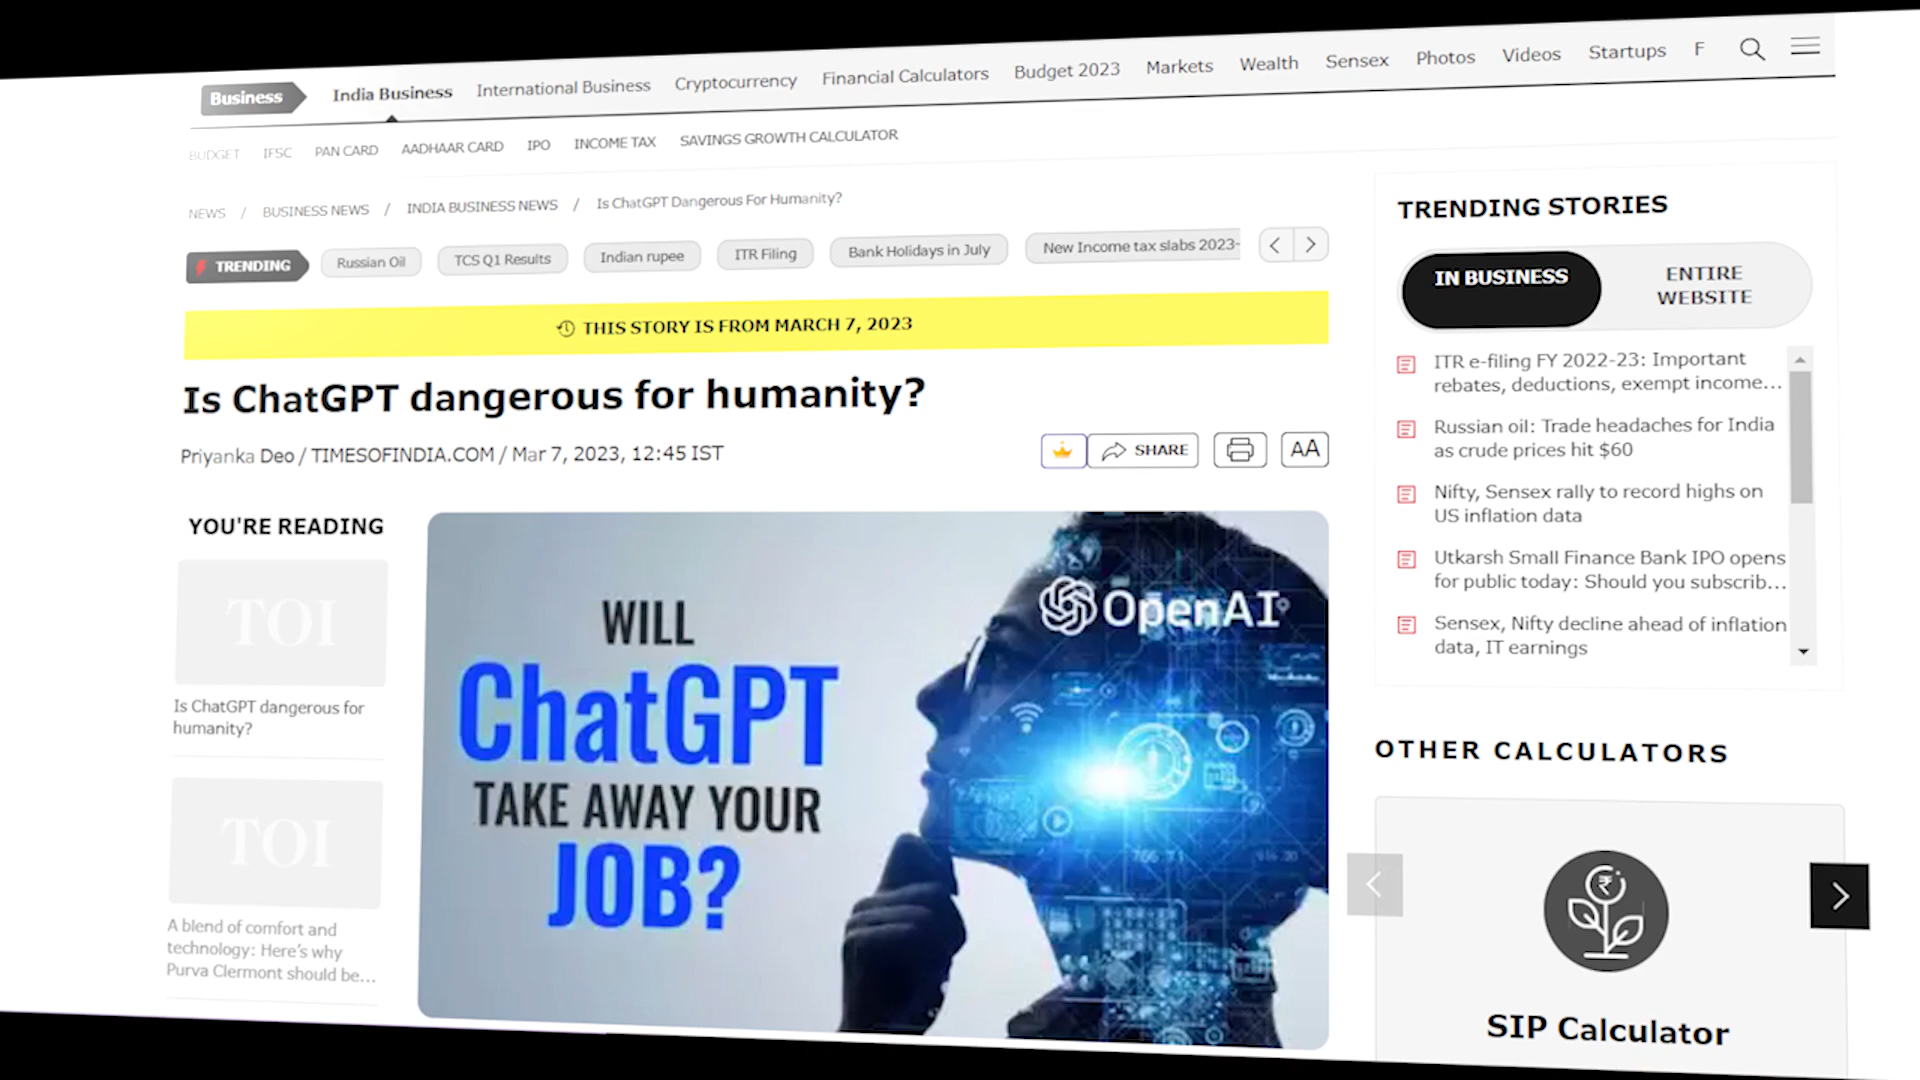 Business
India Business
International Business
Cryptocurrency
Financial Calculators
Budget 2023
Markets
Wealth
Sensex
Photos
Videos
Startups
F
BUDGET
IFSC
PAN CARD
AADHAAR CARD
IPO
INCOME TAX
SAVINGS GROWTH CALCULATOR
NEWS / BUSINESS NEWS / INDIA BUSINESS NEWS / Is ChatGPT Dangerous For Humanity?
TRENDING
Russian Oil
TCS Q1 Results
Indian rupee
ITR Filing
Bank Holidays in July
New Income tax slabs 2023-
THIS STORY IS FROM MARCH 7, 2023
Is ChatGPT dangerous for humanity?
Priyanka Deo / TIMESOFINDIA.COM / Mar 7, 2023, 12:45 IST
SHARE
AA
YOU'RE READING
TOI
Is ChatGPT dangerous for
humanity?
TOI
A blend of comfort and
technology: Here's why
Purva Clermont should be...
WILL
ChatGPT
TAKE AWAY YOUR
JOB?
OpenAI
TRENDING STORIES
IN BUSINESS
ENTIRE
WEBSITE
ITR e-filing FY 2022-23: Important
rebates, deductions, exempt income...
Russian oil: Trade headaches for India
as crude prices hit $60
Nifty, Sensex rally to record highs on
US inflation data
Utkarsh Small Finance Bank IPO opens
for public today: Should you subscrib...
Sensex, Nifty decline ahead of inflation
data, IT earnings
OTHER CALCULATORS
₹
SIP Calculator